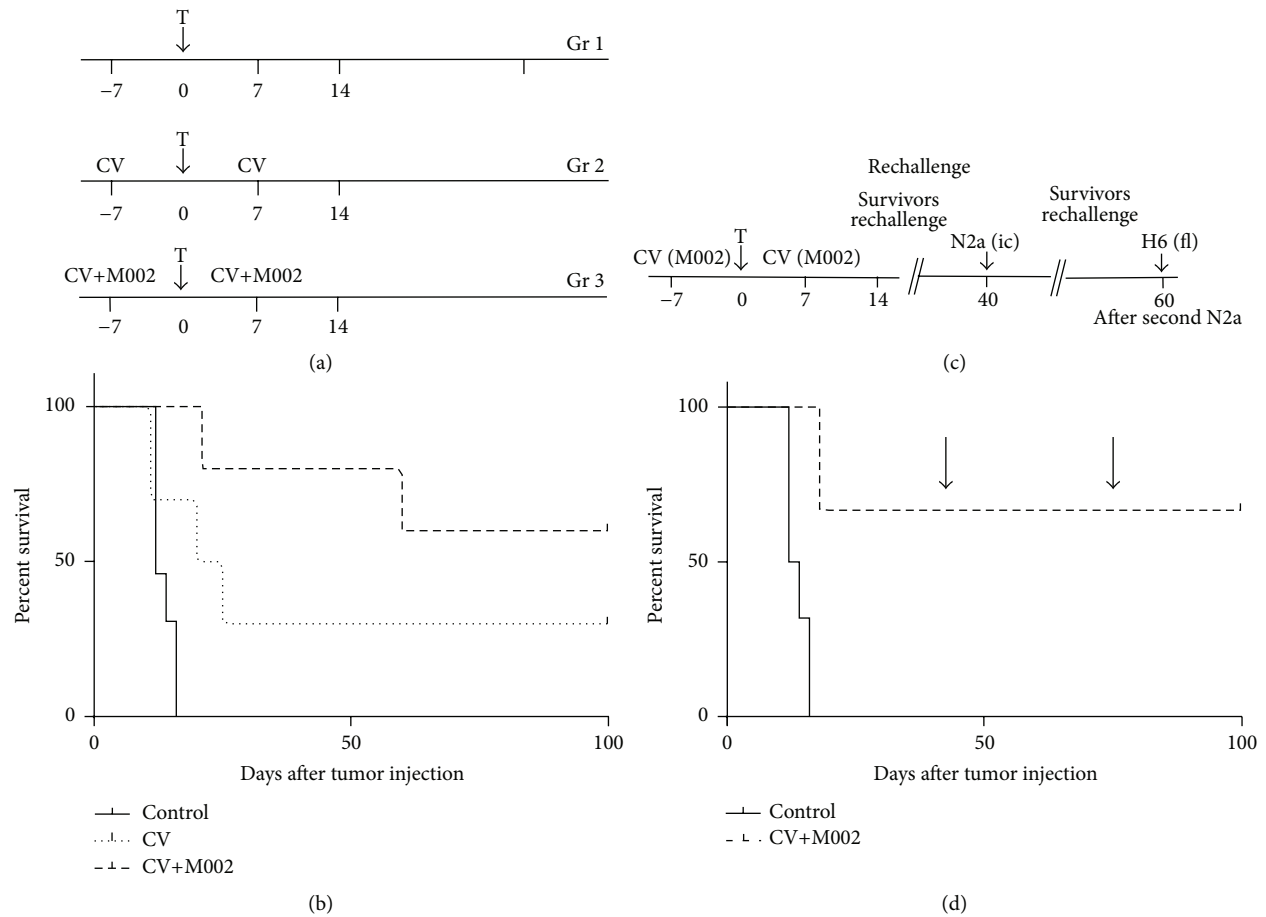 T
Gr 1
−7 0 7 14
T
CV CV Gr 2
−7 0 7 14
T
CV+M002 CV+M002 Gr 3
−7 0 7 14
(a)
Rechallenge
Survivors
rechallenge
Survivors
rechallenge
T
N2a (ic)
H6 (fl)
CV (M002) CV (M002)
−7 0 7 14 40 60
After second N2a
(c)
100
50
0
Percent survival
0 50 100
Days after tumor injection
Control
CV
CV+M002
(b)
100
50
0
Percent survival
0 50 100
Days after tumor injection
Control
CV+M002
(d)